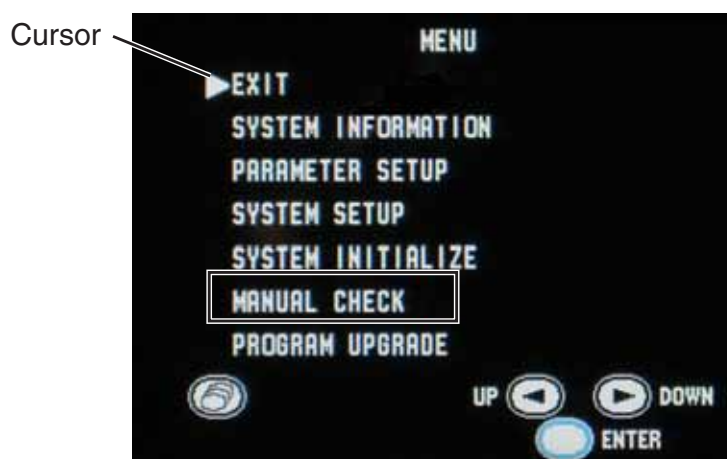 Cursor
MENU
EXIT
SYSTEM INFORMATION
PARAMETER SETUP
SYSTEM SETUP
SYSTEM INITIALIZE
MANUAL CHECK
PROGRAM UPGRADE
UP DOWN
ENTER